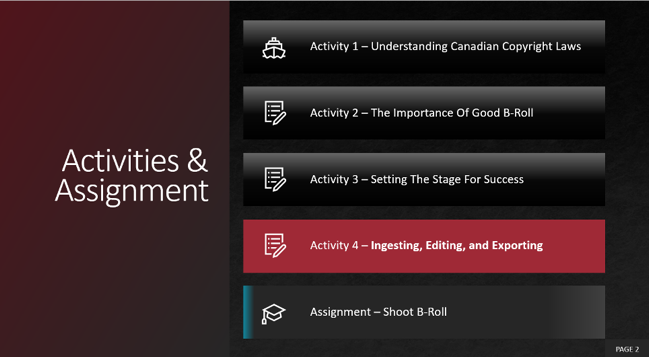 Activities &
Assignment
Activity 1 – Understanding Canadian Copyright Laws
Activity 2 – The Importance Of Good B-Roll
Activity 3 – Setting The Stage For Success
Activity 4 – Ingesting, Editing, and Exporting
Assignment – Shoot B-Roll
PAGE 2